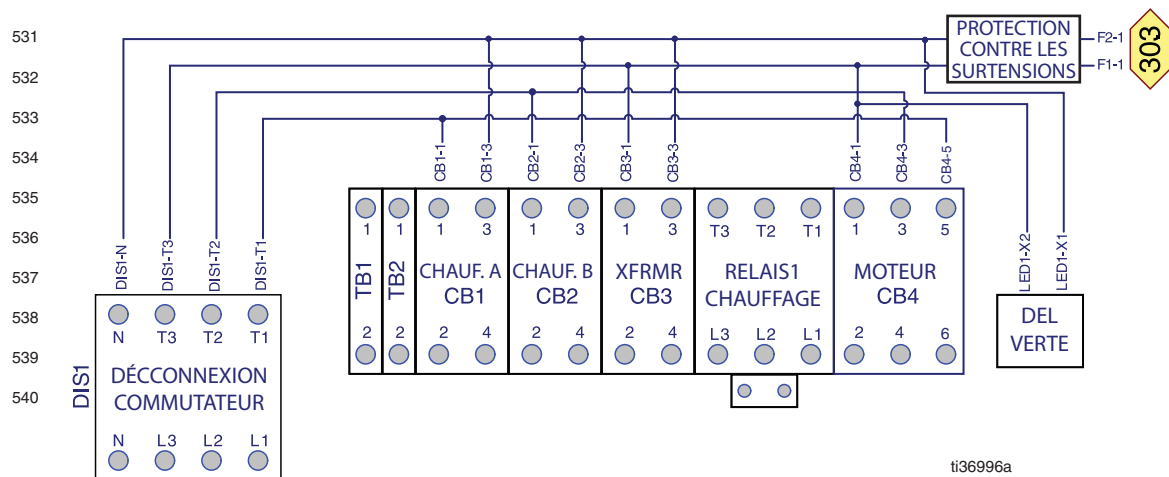 531
532
533
534
535
536
537
538
539
540
PROTECTION
CONTRE LES
SURTENSIONS
F2-1
F1-1
303
CB1-1
CB1-3
CB2-1
CB2-3
CB3-1
CB3-3
CB4-1
CB4-3
CB4-5
DIS1-N
DIS1-T3
DIS1-T2
DIS1-T1
LED1-X2
LED1-X1
1 1 1 3 1 3 1 3 T3 T2 T1 1 3 5
TB1
TB2
CHAUF. A
CB1
CHAUF. B
CB2
XFRMR
CB3
RELAIS1
CHAUFFAGE
MOTEUR
CB4
2 2 2 4 2 4 2 4 L3 L2 L1 2 4 6
DEL
VERTE
N T3 T2 T1
DIS1
DÉCCONNEXION
COMMUTATEUR
N L3 L2 L1
ti36996a